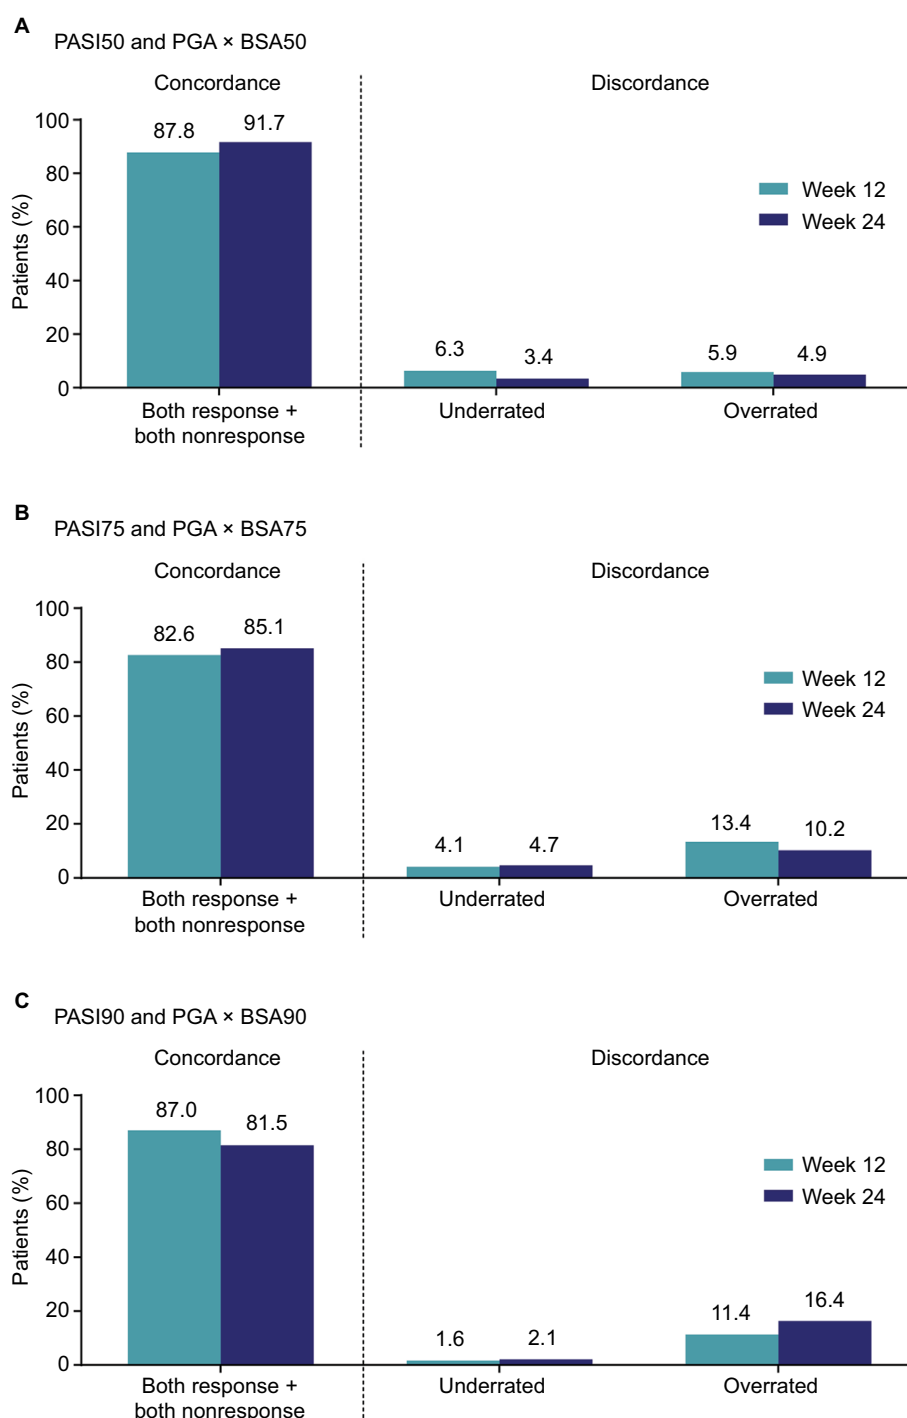 A
PASI50 and PGA × BSA50
Concordance Discordance
100
80
60
40
20
0
Patients (%)
87.8 91.7
6.3 3.4
5.9 4.9
Week 12
Week 24
Both response +
both nonresponse
Underrated
Overrated
B
PASI75 and PGA × BSA75
Concordance Discordance
100
80
60
40
20
0
Patients (%)
82.6 85.1
4.1 4.7
13.4 10.2
Week 12
Week 24
Both response +
both nonresponse
Underrated
Overrated
C
PASI90 and PGA × BSA90
Concordance Discordance
100
80
60
40
20
0
Patients (%)
87.0 81.5
1.6 2.1
11.4 16.4
Week 12
Week 24
Both response +
both nonresponse
Underrated
Overrated